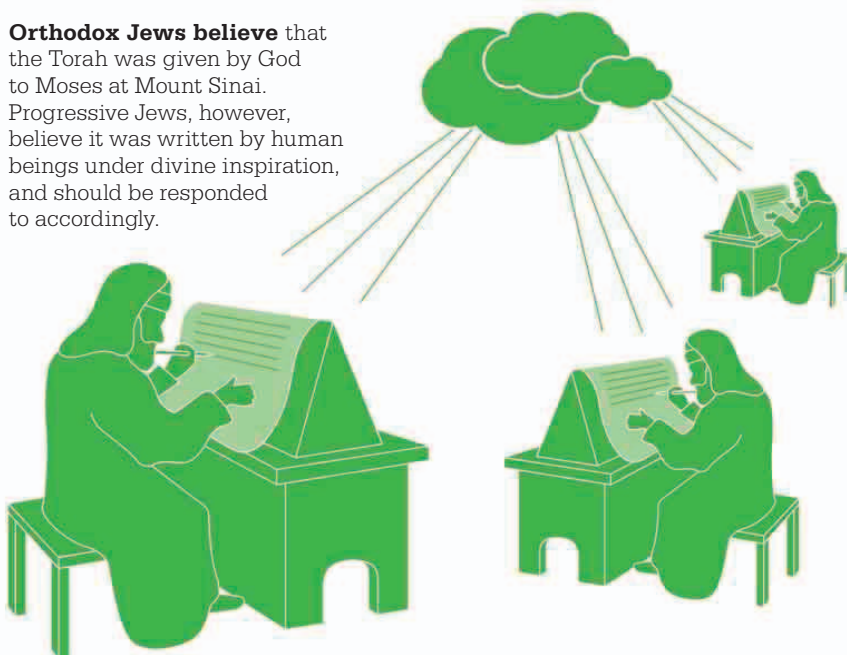 Orthodox Jews believe that
the Torah was given by God
to Moses at Mount Sinai.
Progressive Jews, however,
believe it was written by human
beings under divine inspiration,
and should be responded
to accordingly.